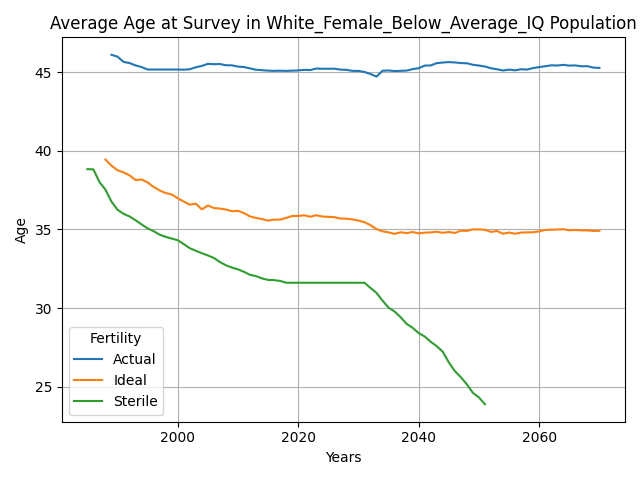 Average Age at Survey in White_Female_Below_Average_IQ Population
Age
45
40
35
30
25
Fertility
Actual
Ideal
Sterile
2000
2020
2040
2060
Years